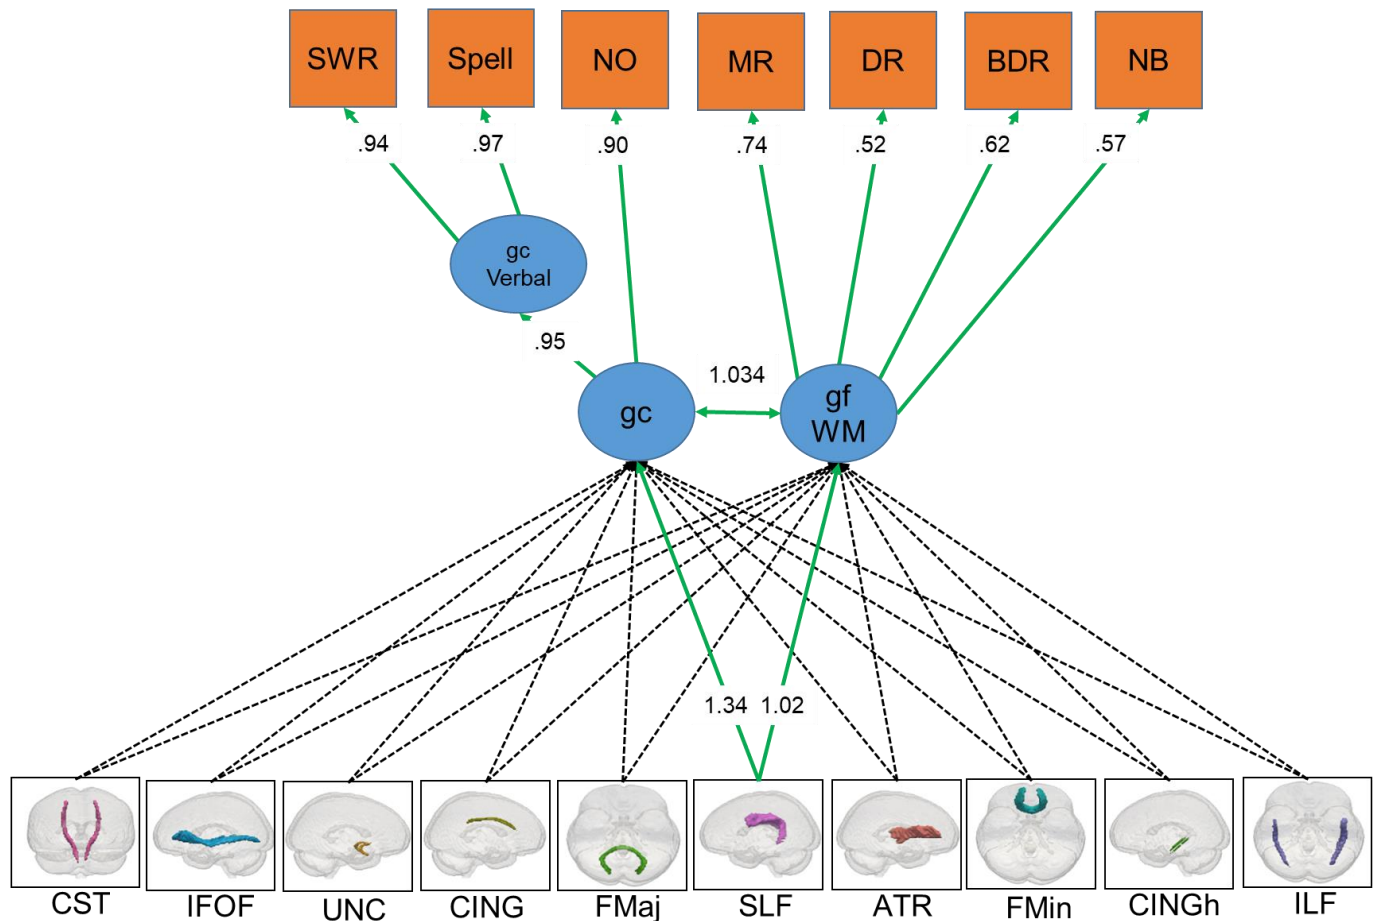 SWR
Spell
NO
MR
DR
BDR
NB
.94
.97
.90
.74
.52
.62
.57
gc
Verbal
.95
1.034
gc
gf
WM
1.34
1.02
CST
IFOF
UNC
CING
FMaj
SLF
ATR
FMin
CINGh
ILF